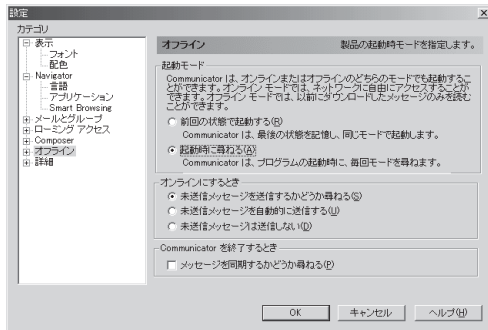 設定
カテゴリ
表示
フォント
配色
Navigator
言語
アプリケーション
Smart Browsing
メールとグループ
ローミング アクセス
Composer
オフライン
詳細
オフライン 製品の起動時モードを指定します。
起動モード
Communicator は、オンラインまたはオフラインのどちらのモードでも起動するこ
とができます。オンライン モードでは、ネットワークに自由にアクセスすることが
できます。オフライン モードでは、以前にダウンロードしたメッセージのみを読む
ことができます。
前回の状態で起動する(R)
Communicator は、最後の状態を記憶し、同じモードで起動します。
起動時に尋ねる(A)
Communicator は、プログラムの起動時に、毎回モードを尋ねます。
オンラインにするとき
未送信メッセージを送信するかどうか尋ねる(S)
未送信メッセージを自動的に送信する(U)
未送信メッセージは送信しない(D)
Communicator を終了するとき
メッセージを同期するかどうか尋ねる(P)
OK キャンセル ヘルプ(H)